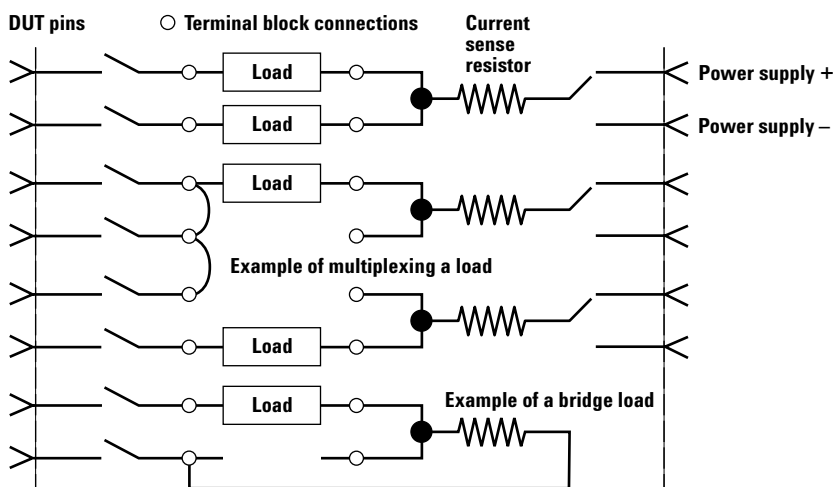 DUT pins
Terminal block connections
Current
sense
resistor
Load
Power supply +
Load
Power supply –
Load
Example of multiplexing a load
Load
Load
Example of a bridge load